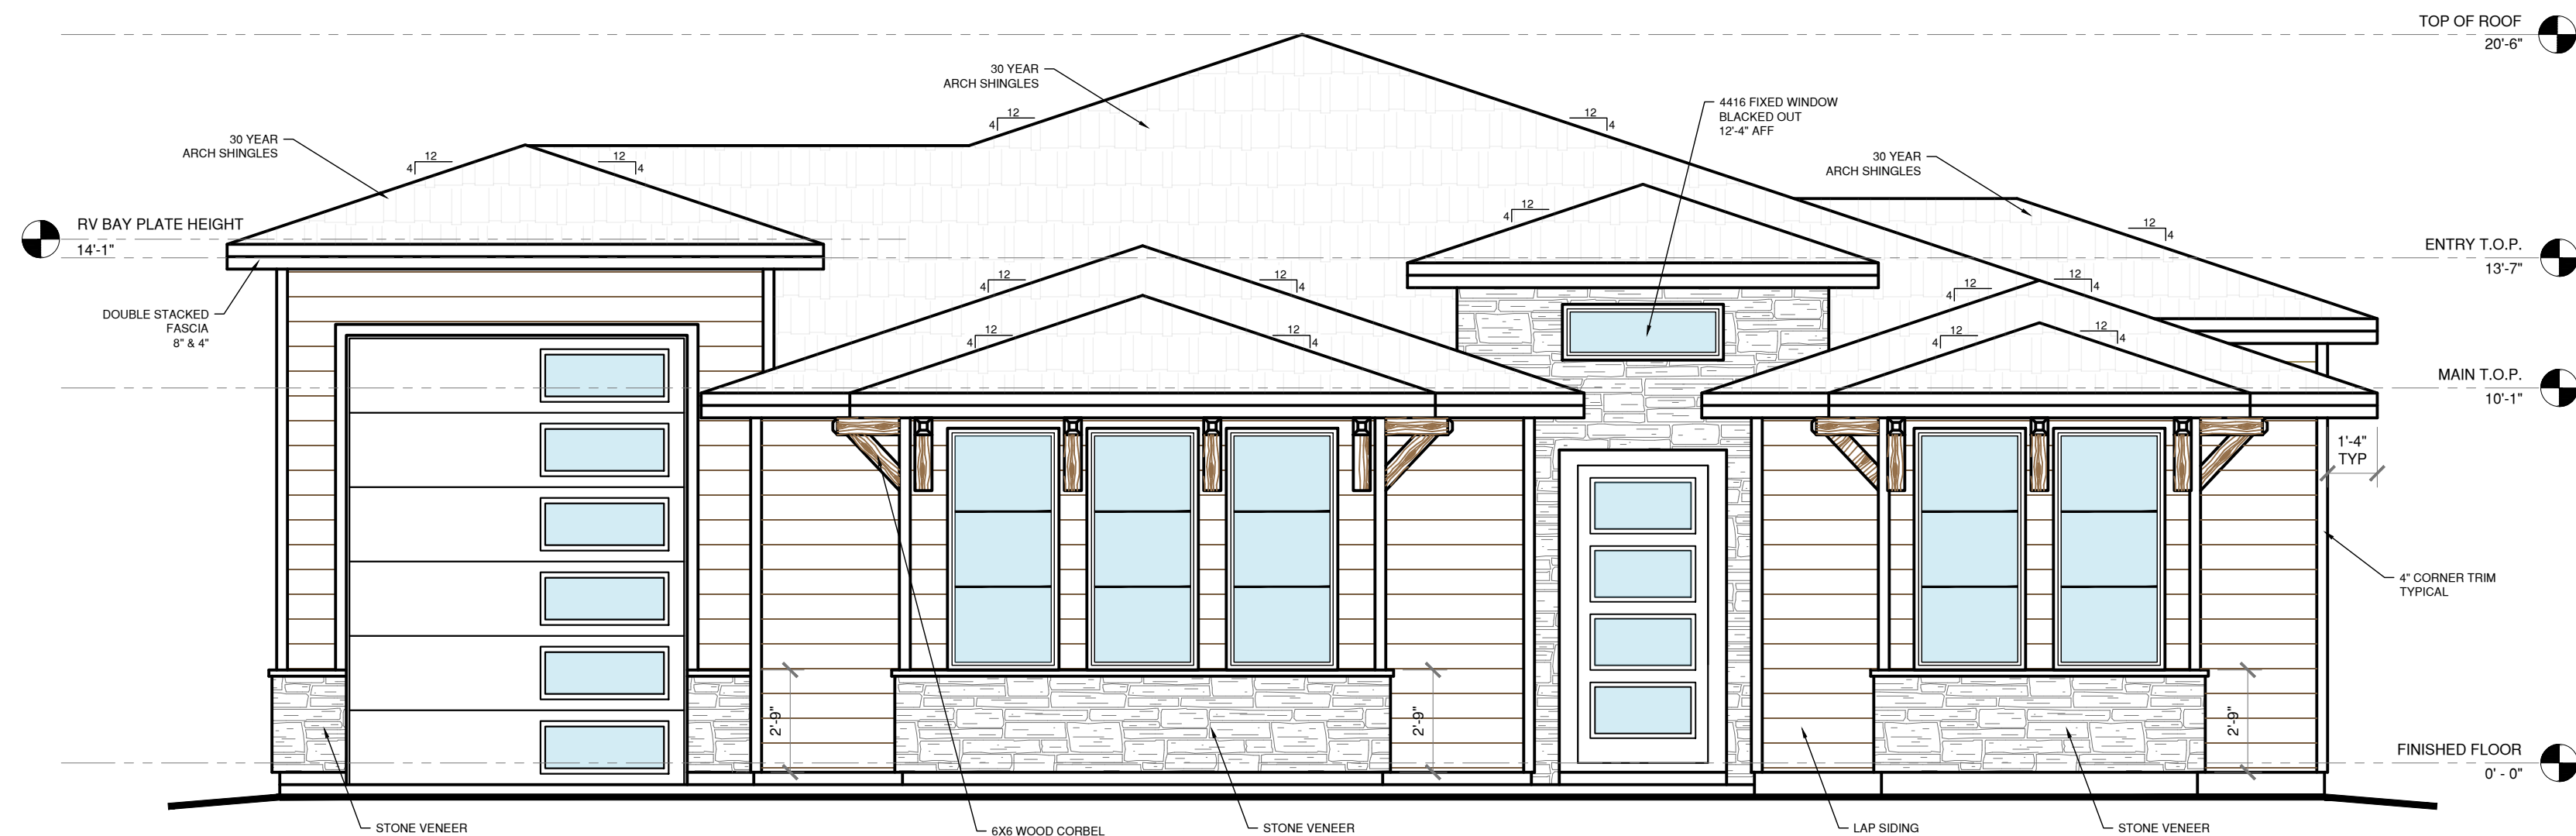 TOP OF ROOF
20'-6"
30 YEAR
ARCH SHINGLES
12
4
12
4
4416 FIXED WINDOW
BLACKED OUT
12'-4" AFF
30 YEAR
ARCH SHINGLES
12
4
12
4
30 YEAR
ARCH SHINGLES
12
4
12
4
RV BAY PLATE HEIGHT
14'-1"
ENTRY T.O.P.
13'-7"
12
4
12
4
12
4
12
4
DOUBLE STACKED
FASCIA
8" & 4"
12
4
12
4
12
4
12
4
MAIN T.O.P.
10'-1"
1'-4"
TYP
4" CORNER TRIM
TYPICAL
2'-9"
2'-9"
2'-9"
FINISHED FLOOR
0' - 0"
STONE VENEER
6X6 WOOD CORBEL
STONE VENEER
LAP SIDING
STONE VENEER